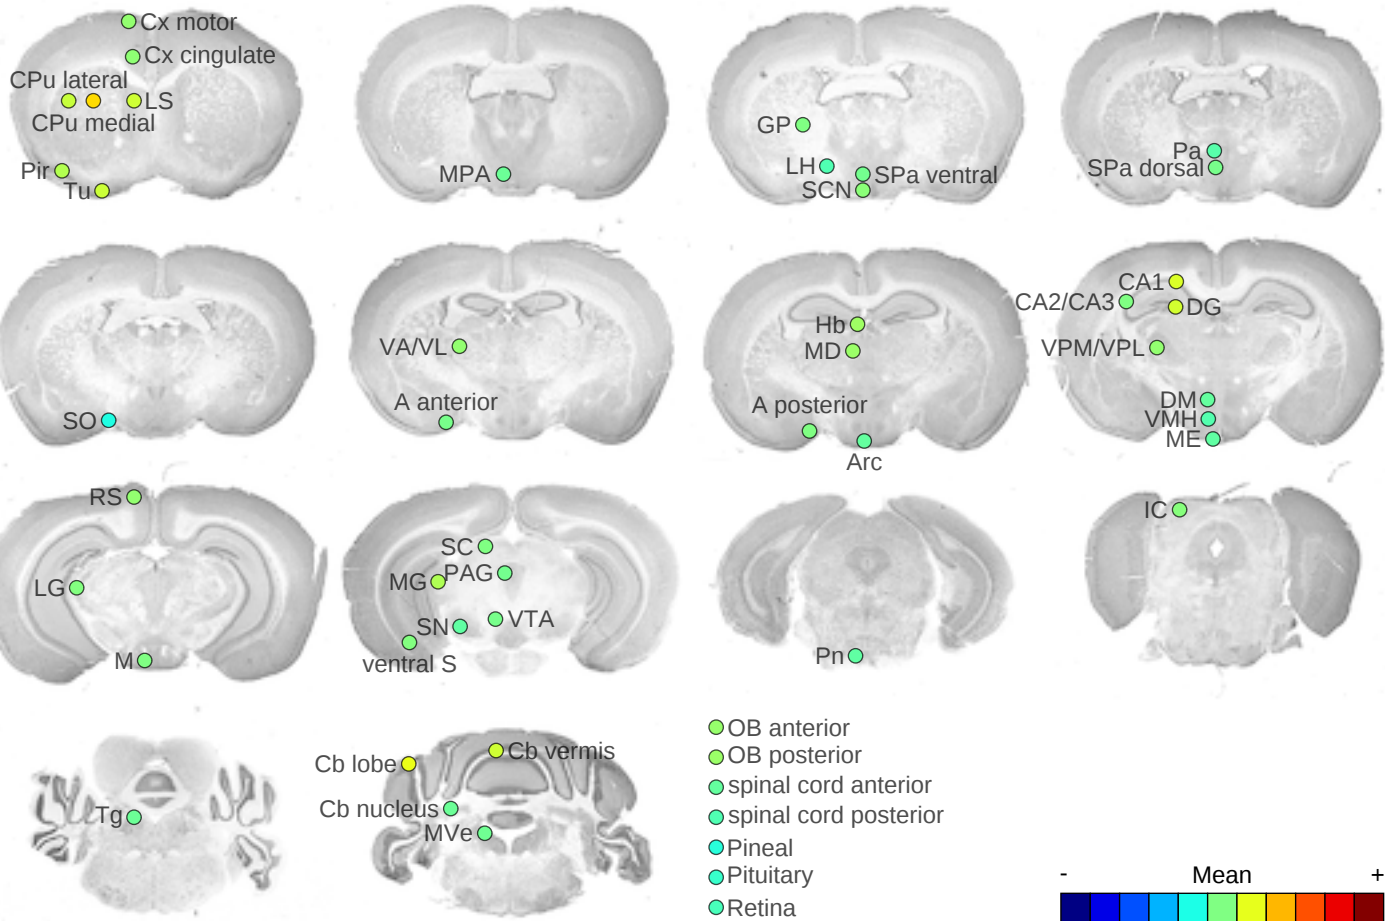 Cx motor
Cx cingulate
CPu lateral
LS
CPu medial
Pir
Tu
MPA
GP
LH
SPa ventral
SCN
Pa
SPa dorsal
SO
VA/VL
A anterior
Hb
MD
A posterior
Arc
CA1
CA2/CA3
DG
VPM/VPL
DM
VMH
ME
RS
LG
M
SC
MG
PAG
SN
VTA
ventral S
Pn
IC
Tg
Cb lobe
Cb vermis
Cb nucleus
MVe
OB anterior
OB posterior
spinal cord anterior
spinal cord posterior
Pineal
Pituitary
Retina
- Mean +